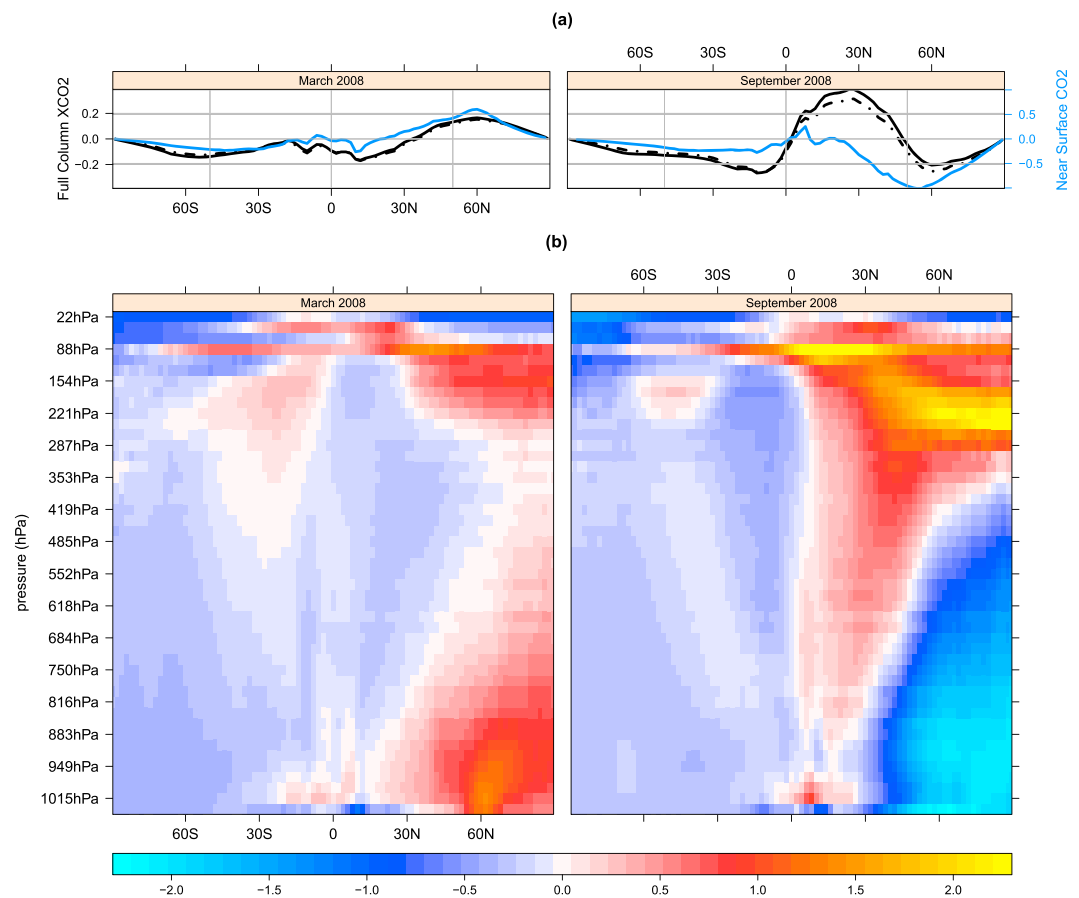 (a)
60S 30S 0 30N 60N
March 2008 September 2008
Full Column XCO2
0.2
0.0
−0.2
0.5
0.0
−0.5
Near Surface CO2
60S 30S 0 30N 60N
(b)
60S 30S 0 30N 60N
March 2008 September 2008
pressure (hPa)
22hPa
88hPa
154hPa
221hPa
287hPa
353hPa
419hPa
485hPa
552hPa
618hPa
684hPa
750hPa
816hPa
883hPa
949hPa
1015hPa
60S 30S 0 30N 60N
−2.0 −1.5 −1.0 −0.5 0.0 0.5 1.0 1.5 2.0